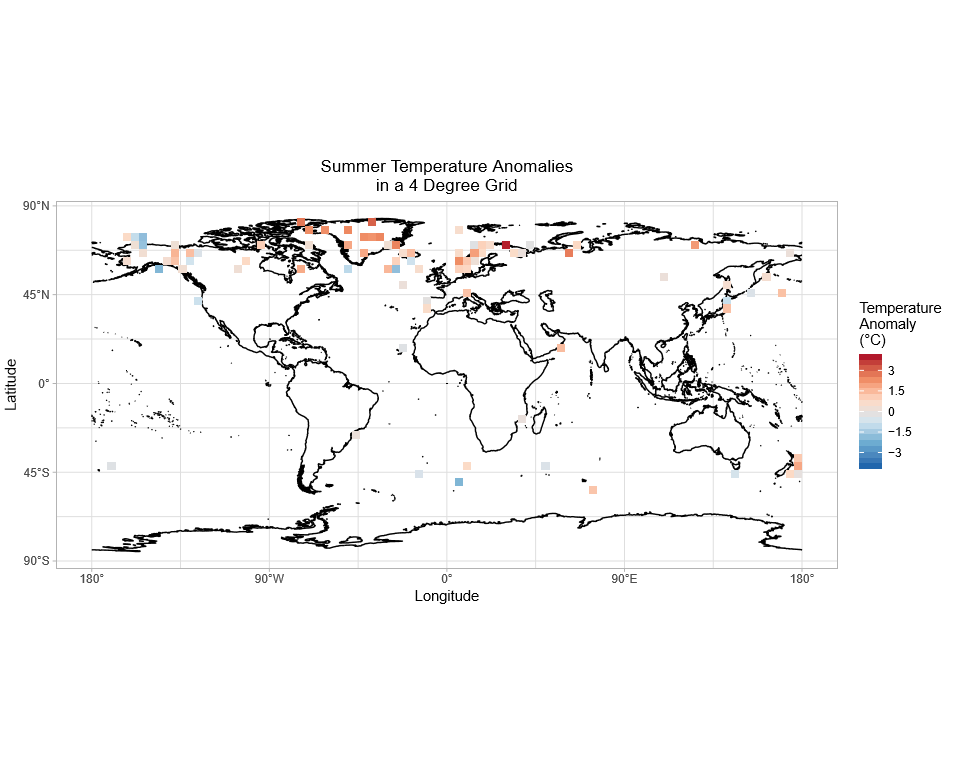 Summer Temperature Anomalies
in a 4 Degree Grid
90°N
45°N
0°
45°S
90°S
Latitude
180°
90°W
0°
90°E
180°
Longitude
Temperature
Anomaly
(°C)
3
1.5
0
−1.5
−3